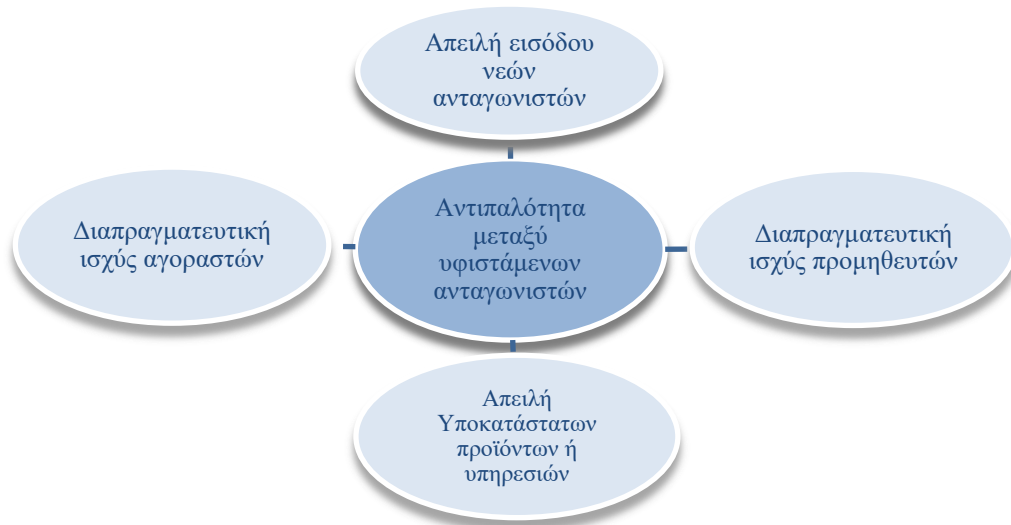 Απειλή εισόδου
νεών
ανταγωνιστών
Διαπραγματευτική
ισχύς αγοραστών
Αντιπαλότητα
μεταξύ
υφιστάμενων
ανταγωνιστών
Διαπραγματευτική
ισχύς προμηθευτών
Απειλή
Υποκατάστατων
προϊόντων ή
υπηρεσιών